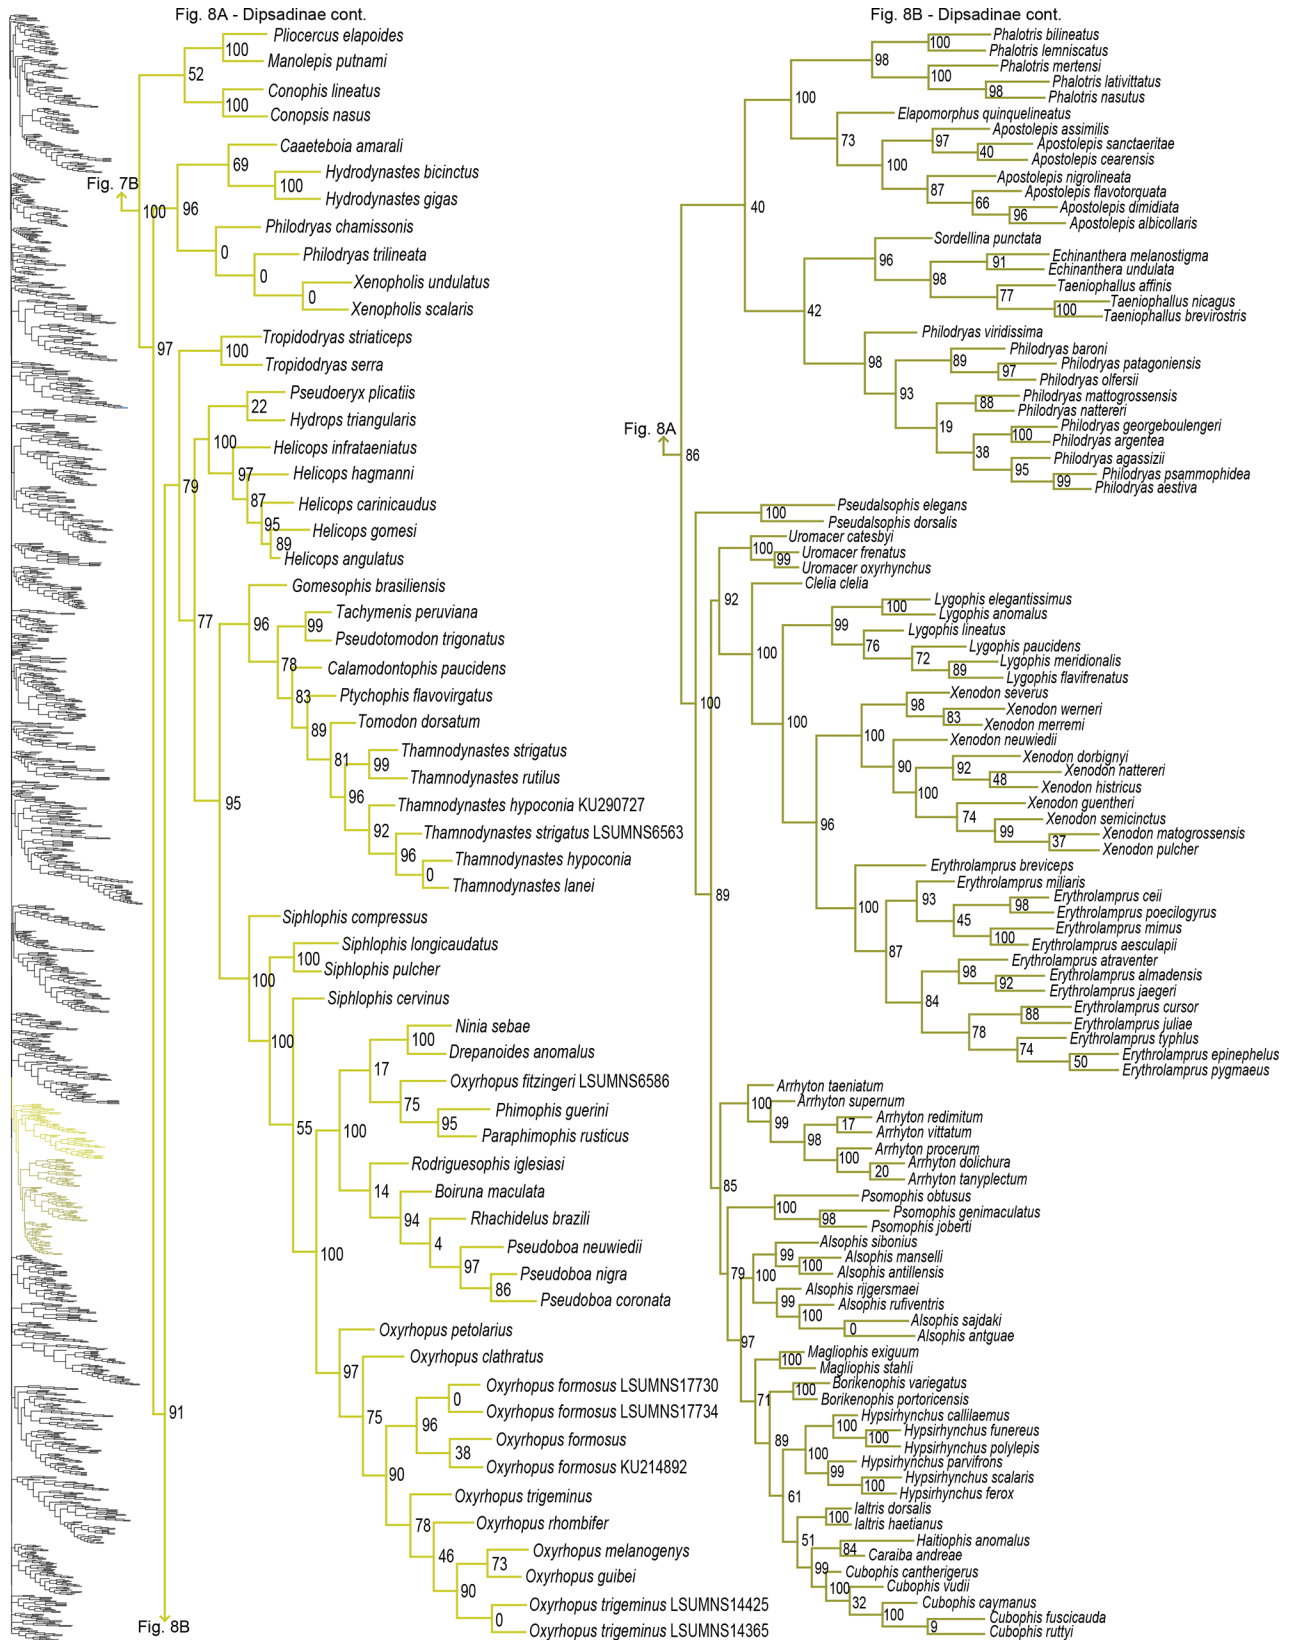 Fig. 8A - Dipsadinae cont.
Pliocercus elapoides
100
Manolepis putnami
52
Conophis lineatus
100
Conopsis nasus
Caaeteboia amarali
69
Hydrodynastes bicinctus
Fig. 7B
100
Hydrodynastes gigas
100
96
Philodryas chamissonis
0
Philodryas trilineata
0
Xenopholis undulatus
0
Xenopholis scalaris
Tropidodryas striaticeps
97
100
Tropidodryas serra
Pseudoeryx plicatiis
22
Hydrops triangularis
100
Helicops infrataeniatus
97
Helicops hagmanni
79
87
Helicops carinicaudus
95
Helicops gomesi
89
Helicops angulatus
Gomesophis brasiliensis
77
96
Tachymenis peruviana
99
Pseudotomodon trigonatus
78
Calamodontophis paucidens
83
Ptychophis flavovirgatus
89
Tomodon dorsatum
81
Thamnodynastes strigatus
99
Thamnodynastes rutilus
95
96
Thamnodynastes hypoconia KU290727
92
Thamnodynastes strigatus LSUMNS6563
96
Thamnodynastes hypoconia
0
Thamnodynastes lanei
Siphlophis compressus
Siphlophis longicaudatus
100
Siphlophis pulcher
100
Siphlophis cervinus
100
Ninia sebae
100
Drepanoides anomalus
17
Oxyrhopus fitzingeri LSUMNS6586
75
Phimophis guerini
95
Paraphimophis rusticus
55
100
Rodriguesophis iglesiasi
14
Boiruna maculata
94
Rhachidelus brazili
4
Pseudoboa neuwiedii
100
97
Pseudoboa nigra
86
Pseudoboa coronata
Oxyrhopus petolarius
97
Oxyrhopus clathratus
75
Oxyrhopus formosus LSUMNS17730
0
Oxyrhopus formosus LSUMNS17734
91
96
Oxyrhopus formosus
38
Oxyrhopus formosus KU214892
90
Oxyrhopus trigeminus
78
Oxyrhopus rhombifer
46
Oxyrhopus melanogenys
73
Oxyrhopus guibei
90
Oxyrhopus trigeminus LSUMNS14425
0
Oxyrhopus trigeminus LSUMNS14365
Fig. 8B
Fig. 8B - Dipsadinae cont.
Phalotris bilineatus
100
Phalotris lemniscatus
98
Phalotris mertensi
100
Phalotris lativittatus
98
Phalotris nasutus
100
Elapomorphus quinquelineatus
73
Apostolepis assimilis
97
Apostolepis sanctaeritae
40
Apostolepis cearensis
100
Apostolepis nigrolineata
87
Apostolepis flavotorquata
66
Apostolepis dimidiata
96
Apostolepis albicollaris
40
Sordellina punctata
96
Echinanthera melanostigma
91
Echinanthera undulata
98
Taeniophallus affinis
77
Taeniophallus nicagus
100
Taeniophallus brevirostris
42
Philodryas viridissima
98
Philodryas baroni
89
Philodryas patagoniensis
97
Philodryas olfersii
93
Philodryas mattogrossensis
88
Philodryas nattereri
19
Philodryas georgeboulengeri
100
Philodryas argentea
38
Philodryas agassizii
95
Philodryas psammophidea
99
Philodryas aestiva
Fig. 8A
86
Pseudalsophis elegans
100
Pseudalsophis dorsalis
Uromacer catesbyi
100
Uromacer frenatus
99
Uromacer oxyrhynchus
92
Clelia clelia
Lygophis elegantissimus
100
Lygophis anomalus
99
Lygophis lineatus
76
Lygophis paucidens
100
72
Lygophis meridionalis
89
Lygophis flavifrenatus
100
100
Xenodon severus
98
Xenodon werneri
83
Xenodon merremi
100
Xenodon neuwiedii
90
Xenodon dorbignyi
92
Xenodon nattereri
48
Xenodon histricus
100
Xenodon guentheri
74
Xenodon semicinctus
96
99
Xenodon matogrossensis
37
Xenodon pulcher
89
Erythrolamprus breviceps
Erythrolamprus miliaris
93
Erythrolamprus ceii
98
Erythrolamprus poecilogyrus
100
45
Erythrolamprus mimus
100
Erythrolamprus aesculapii
87
Erythrolamprus atraventer
98
Erythrolamprus almadensis
92
Erythrolamprus jaegeri
84
Erythrolamprus cursor
88
Erythrolamprus juliae
78
Erythrolamprus typhlus
74
Erythrolamprus epinephelus
50
Erythrolamprus pygmaeus
Arrhyton taeniatum
100
Arrhyton supernum
99
Arrhyton redimitum
17
Arrhyton vittatum
98
Arrhyton procerum
100
Arrhyton dolichura
20
Arrhyton tanyplectum
85
Psomophis obtusus
100
Psomophis genimaculatus
98
Psomophis joberti
Alsophis sibonius
99
Alsophis manselli
100
Alsophis antillensis
79
100
Alsophis rijgersmaei
99
Alsophis rufiventris
100
Alsophis sajdaki
0
Alsophis antguae
97
Magliophis exiguum
100
Magliophis stahli
Borikenophis variegatus
100
Borikenophis portoricensis
71
Hypsirhynchus callilaemus
100
Hypsirhynchus funereus
100
Hypsirhynchus polylepis
89
100
Hypsirhynchus parvifrons
99
Hypsirhynchus scalaris
100
Hypsirhynchus ferox
61
Ialtris dorsalis
100
Ialtris haetianus
51
Haitiophis anomalus
84
Caraiba andreae
99
Cubophis cantherigerus
100
Cubophis vudii
32
Cubophis caymanus
100
Cubophis fuscicauda
9
Cubophis ruttyi